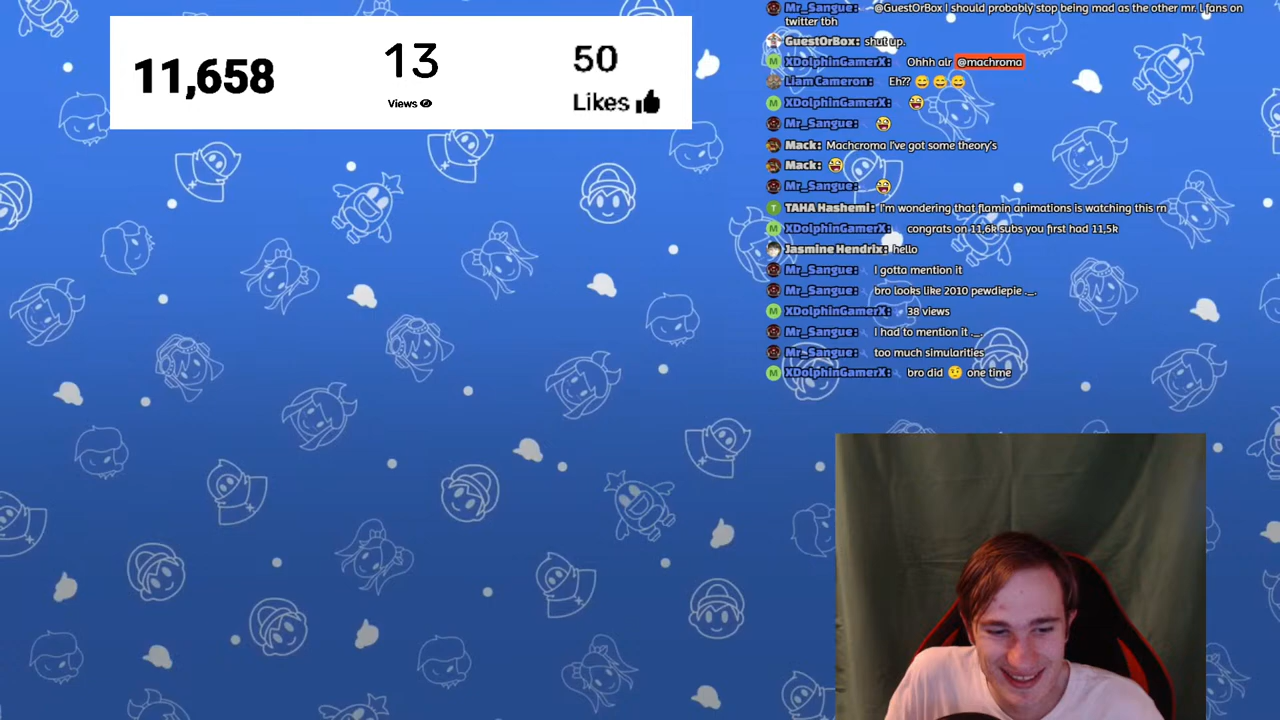 11,658
13
Views
50
Likes
Mr_Sangue: @GuestOrBox I should probably stop being mad as the other mr. l fans on
twitter tbh
GuestOrBox: shut up.
XDolphinGamerX: Ohhh alr @machroma
Liam Cameron: Eh?? 😅 😅 😅
XDolphinGamerX: 😜
Mr_Sangue: 😜
Mack: Machcroma I've got some theory's
Mack: 😜
Mr_Sangue: 😜
T TAHA Hashemi: I'm wondering that flamin animations is watching this rn
XDolphinGamerX: congrats on 11,6k subs you first had 11,5k
Jasmine Hendrix: hello
Mr_Sangue: I gotta mention it
Mr_Sangue: bro looks like 2010 pewdiepie ._.
XDolphinGamerX: 38 views
Mr_Sangue: I had to mention it ._.
Mr_Sangue: too much simularities
XDolphinGamerX: bro did 🤨 one time